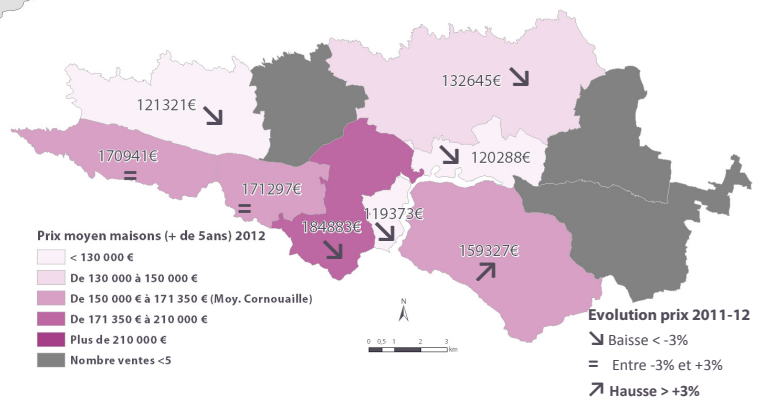 132645€
121321€
120288€
170941€
171297€
119373€
184883€
159327€
Prix moyen maisons (+ de 5ans) 2012
< 130 000 €
De 130 000 à 150 000 €
De 150 000 € à 171 350 € (Moy. Cornouaille)
De 171 350 € à 210 000 €
Plus de 210 000 €
Nombre ventes <5
N
0 0,5 1 2 3
km
Evolution prix 2011-12
Baisse < -3%
= Entre -3% et +3%
Hausse > +3%